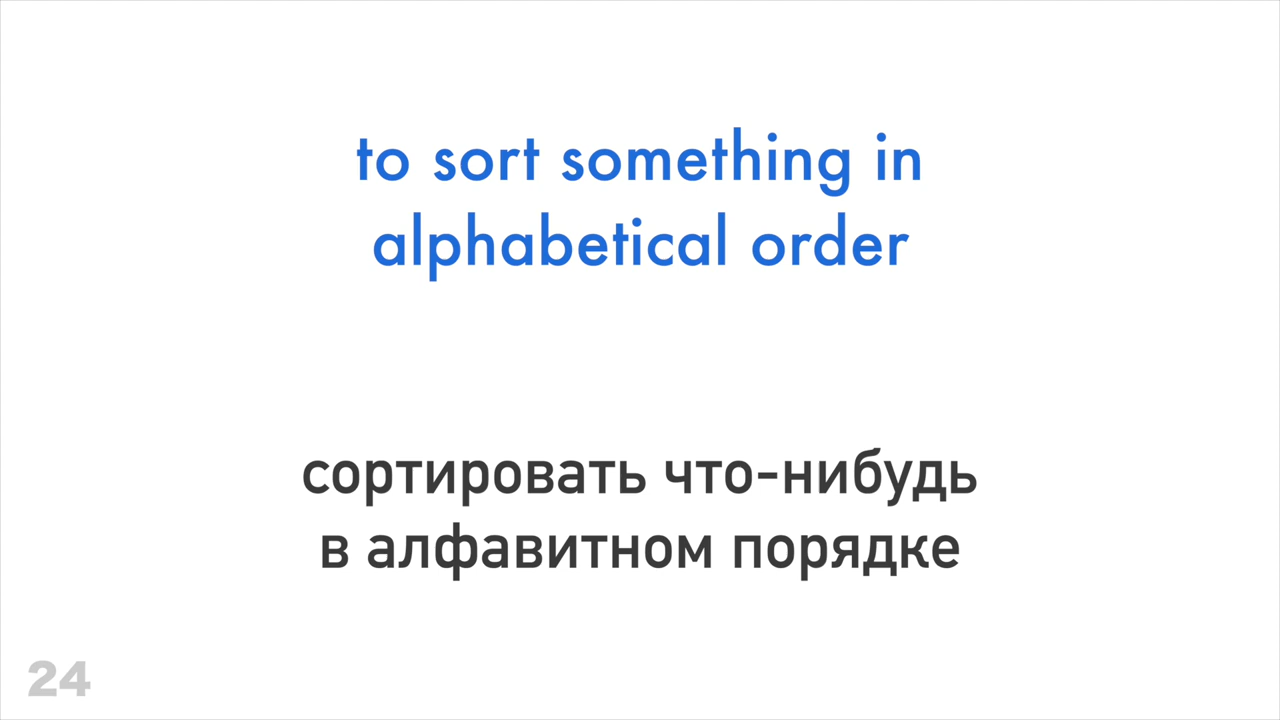 to sort something in
alphabetical order
сортировать что-нибудь
в алфавитном порядке
24